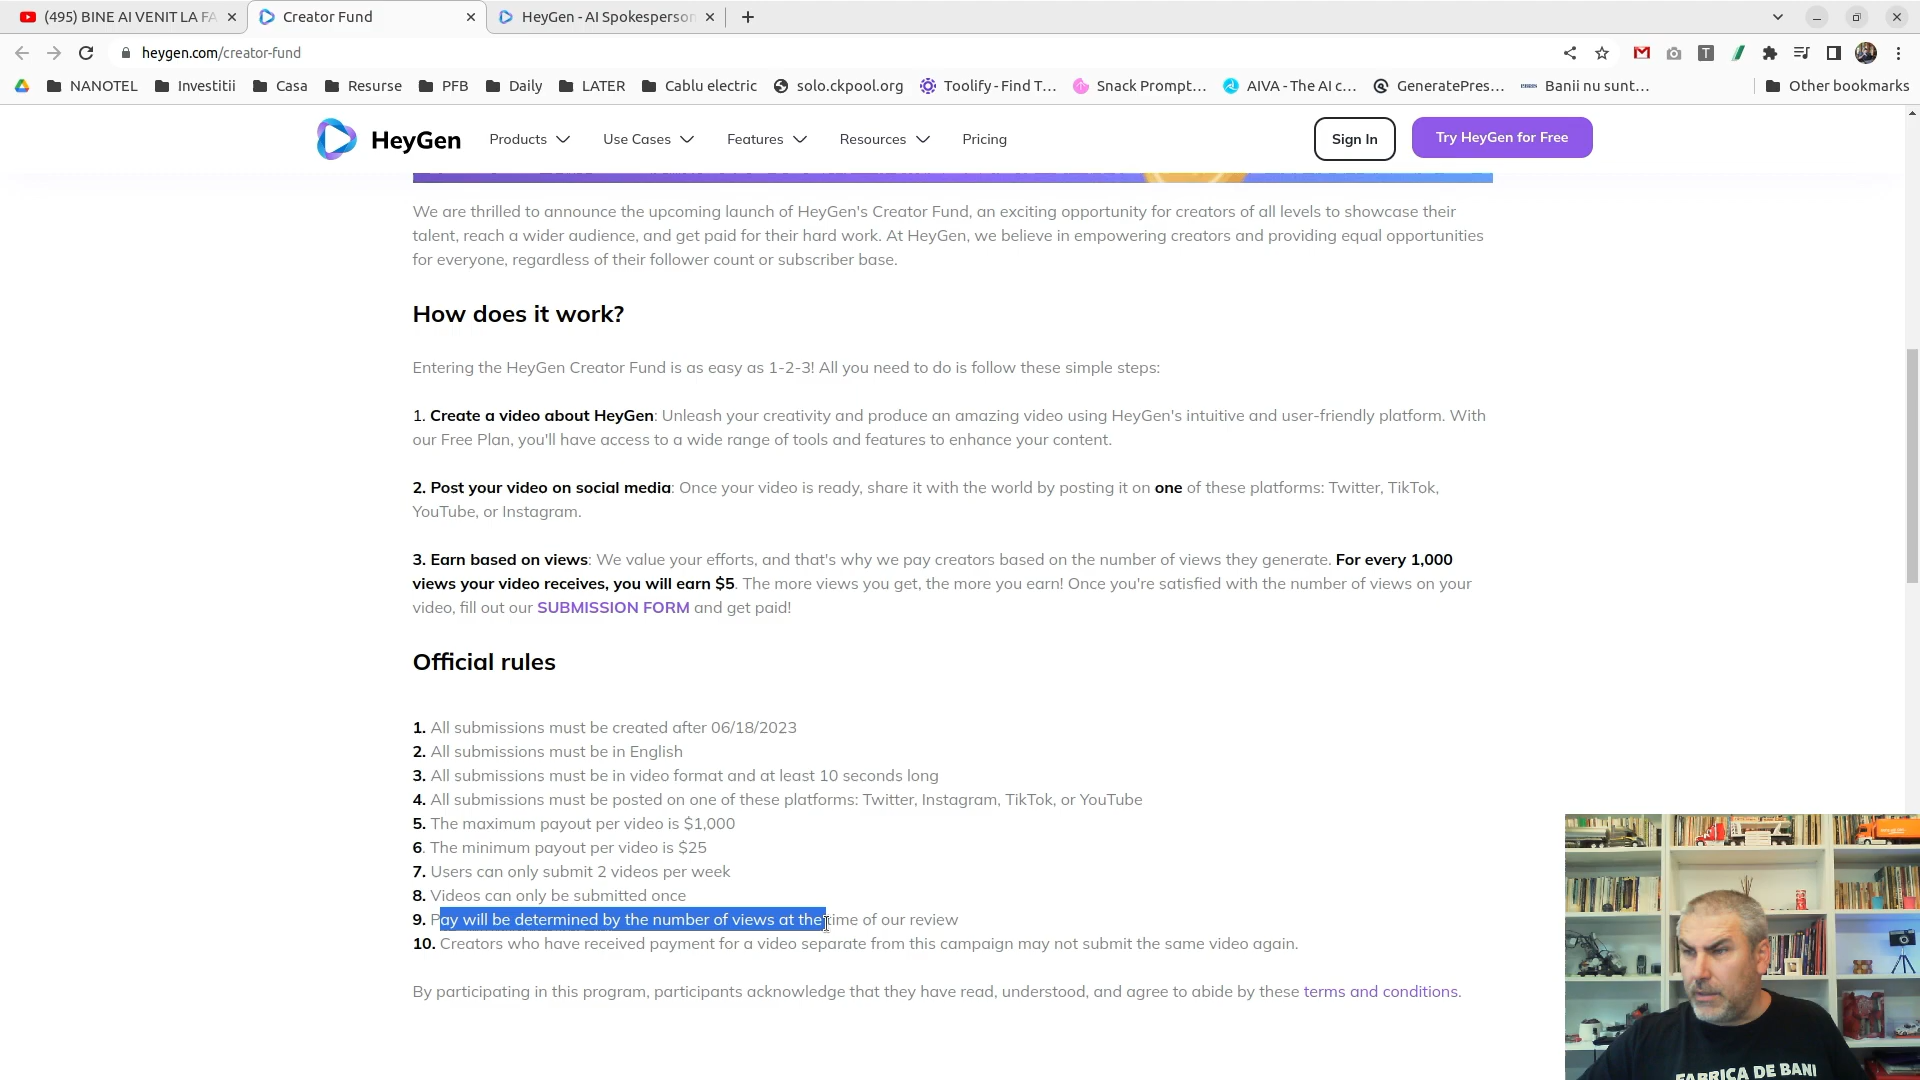 (495) BINE AI VENIT LA FA
Creator Fund
HeyGen - AI Spokesperson
heygen.com/creator-fund
NANOTEL
Investitii
Casa
Resurse
PFB
Daily
LATER
Cablu electric
solo.ckpool.org
Toolify - Find T...
Snack Prompt...
AIVA - The AI c...
GeneratePres...
Banii nu sunt...
Other bookmarks
HeyGen
Products
Use Cases
Features
Resources
Pricing
Sign In
Try HeyGen for Free
We are thrilled to announce the upcoming launch of HeyGen's Creator Fund, an exciting opportunity for creators of all levels to showcase their
talent, reach a wider audience, and get paid for their hard work. At HeyGen, we believe in empowering creators and providing equal opportunities
for everyone, regardless of their follower count or subscriber base.
How does it work?
Entering the HeyGen Creator Fund is as easy as 1-2-3! All you need to do is follow these simple steps:
1. Create a video about HeyGen: Unleash your creativity and produce an amazing video using HeyGen's intuitive and user-friendly platform. With
our Free Plan, you'll have access to a wide range of tools and features to enhance your content.
2. Post your video on social media: Once your video is ready, share it with the world by posting it on one of these platforms: Twitter, TikTok,
YouTube, or Instagram.
3. Earn based on views: We value your efforts, and that's why we pay creators based on the number of views they generate. For every 1,000
views your video receives, you will earn $5. The more views you get, the more you earn! Once you're satisfied with the number of views on your
video, fill out our SUBMISSION FORM and get paid!
Official rules
1. All submissions must be created after 06/18/2023
2. All submissions must be in English
3. All submissions must be in video format and at least 10 seconds long
4. All submissions must be posted on one of these platforms: Twitter, Instagram, TikTok, or YouTube
5. The maximum payout per video is $1,000
6. The minimum payout per video is $25
7. Users can only submit 2 videos per week
8. Videos can only be submitted once
9. Pay will be determined by the number of views at the time of our review
10. Creators who have received payment for a video separate from this campaign may not submit the same video again.
By participating in this program, participants acknowledge that they have read, understood, and agree to abide by these terms and conditions.
FABRICA DE BANI